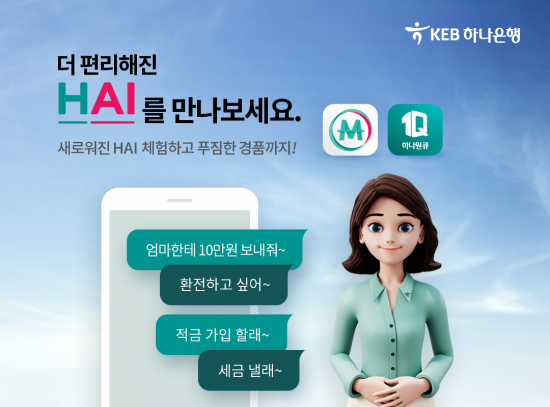 KEB 하나은행
더 편리해진
HAI를 만나보세요.
새로워진 HAI 체험하고 푸짐한 경품까지!
M
1Q
하나원큐
엄마한테 10만원 보내줘~
환전하고 싶어~
적금 가입 할래~
세금 낼래~